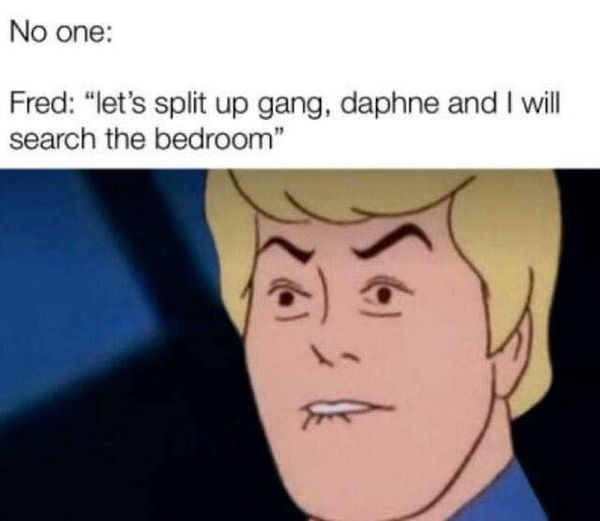 No one:
Fred: “let’s split up gang, daphne and I will
search the bedroom”